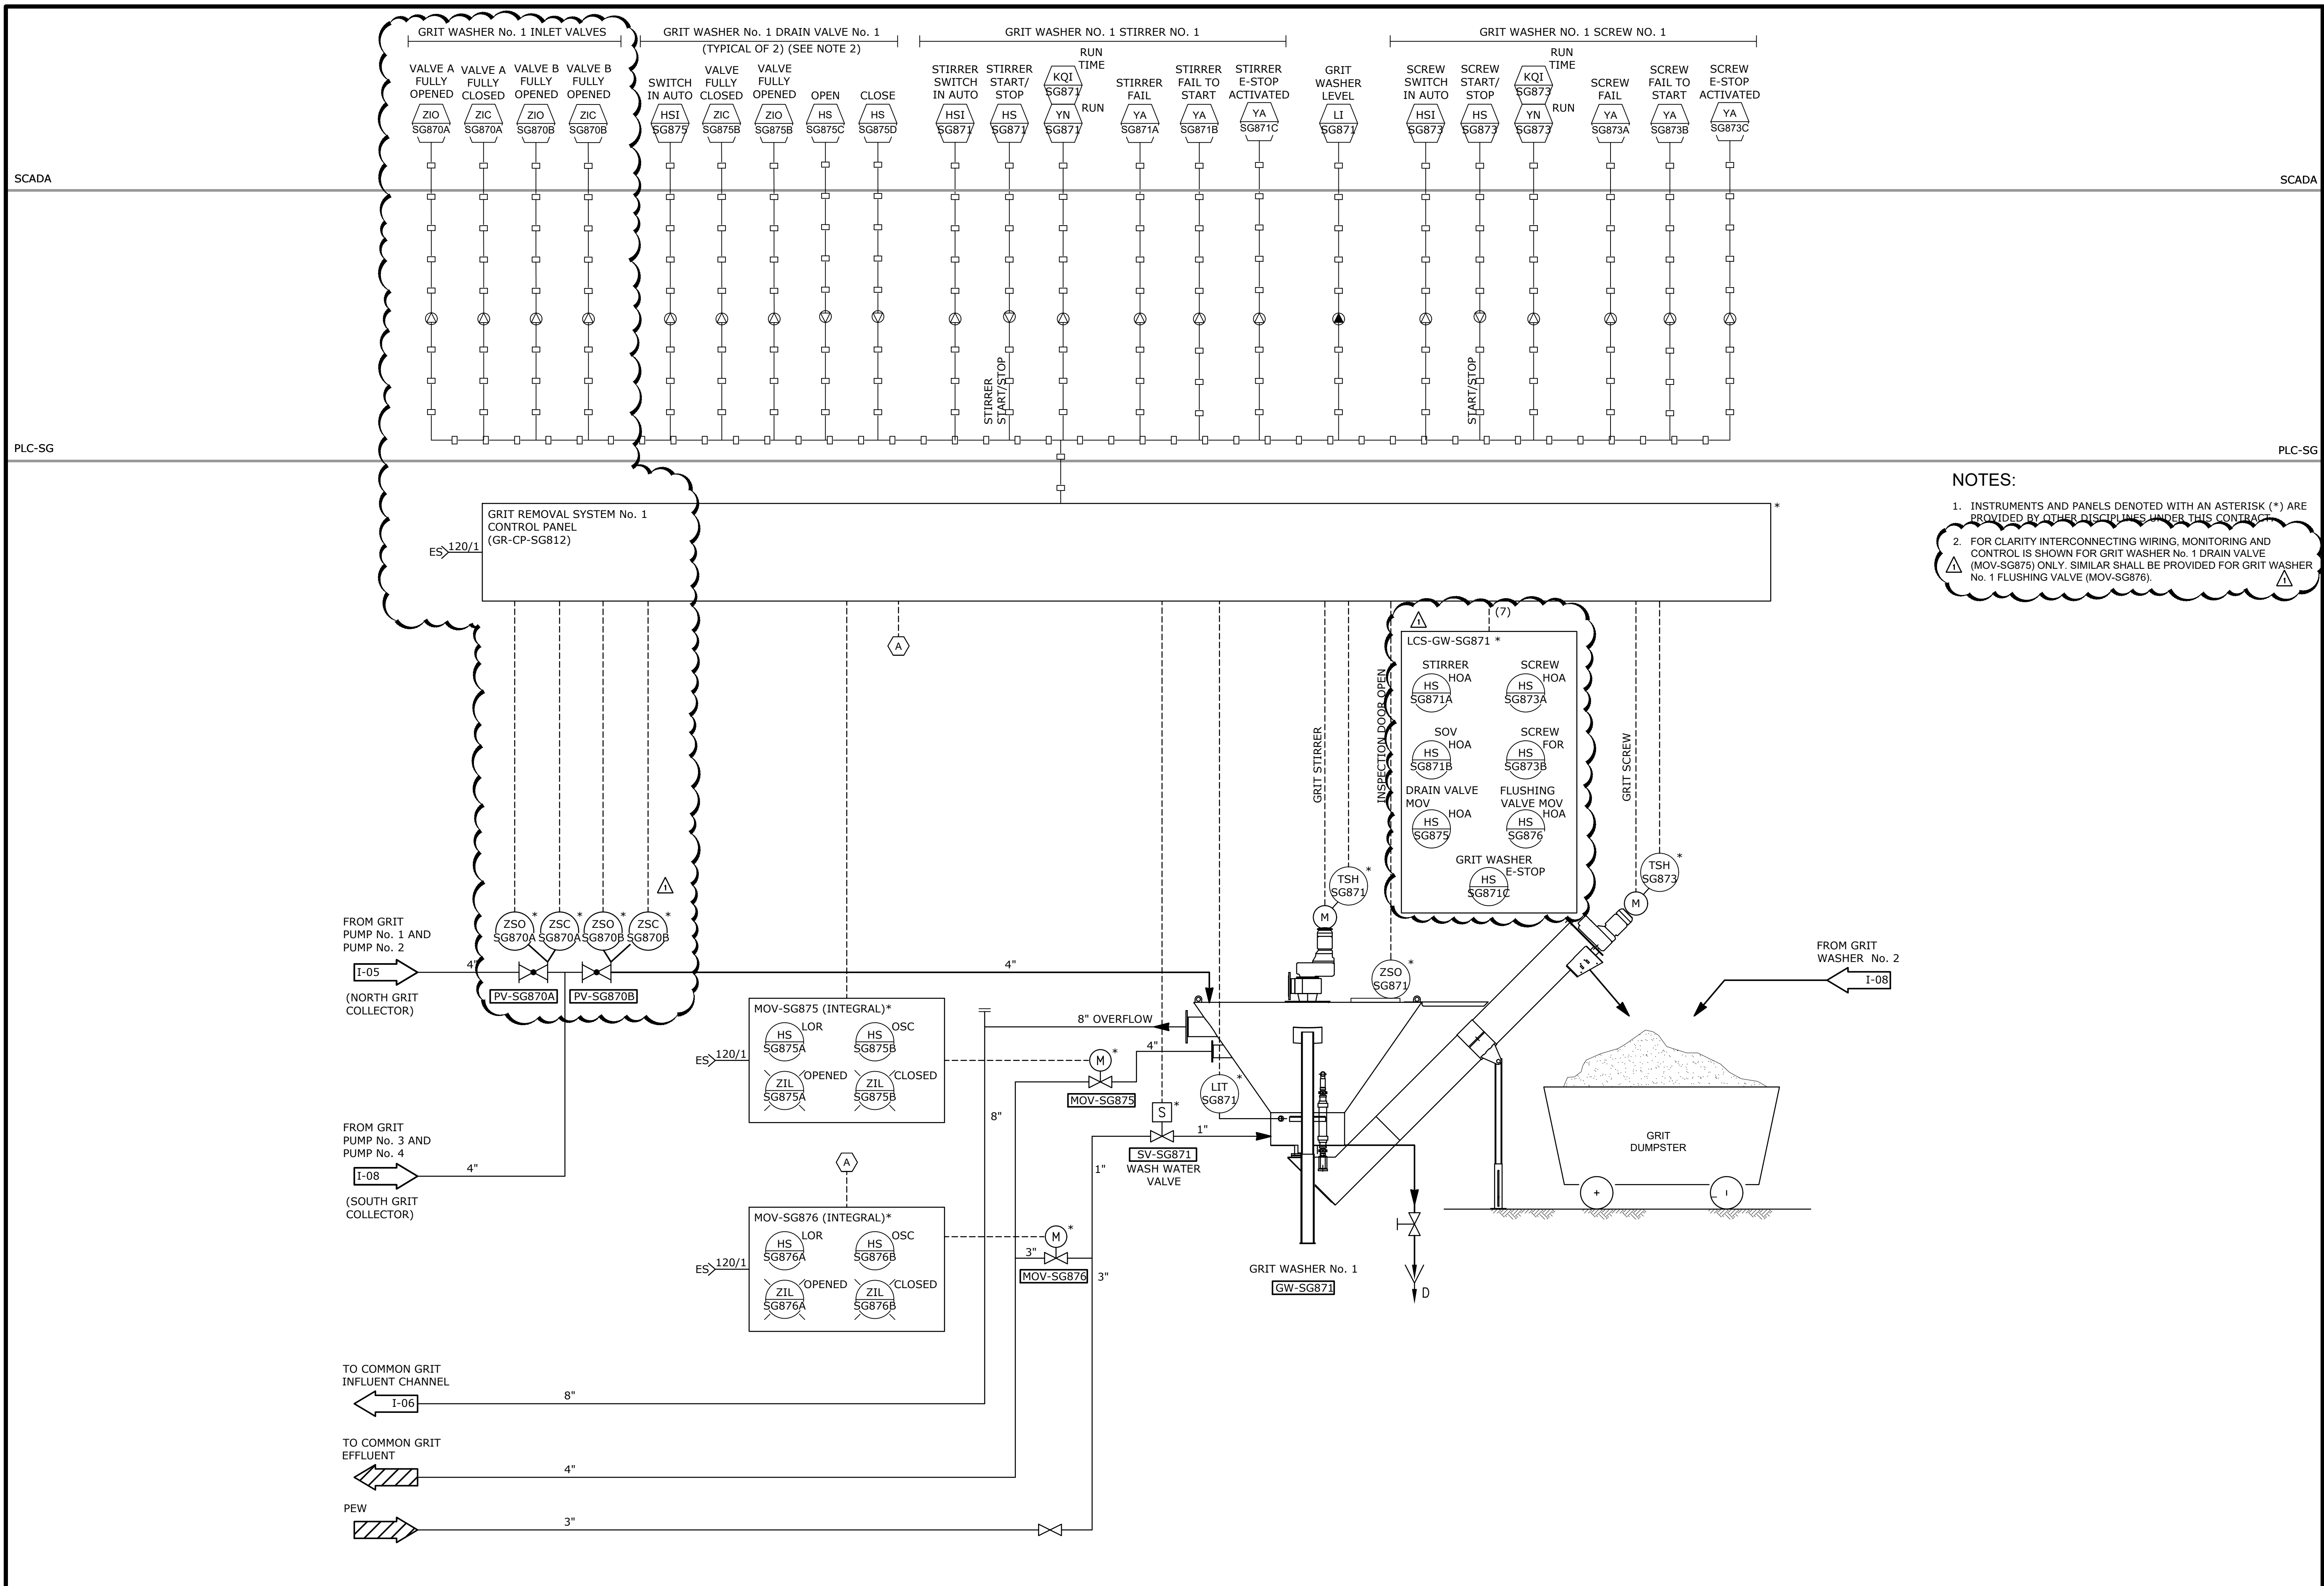 GRIT WASHER No. 1 INLET VALVES
VALVE A
FULLY
OPENED
ZIO
SG870A
VALVE A
FULLY
CLOSED
ZIC
SG870A
VALVE B
FULLY
OPENED
ZIO
SG870B
VALVE B
FULLY
OPENED
ZIC
SG870B
GRIT WASHER No. 1 DRAIN VALVE No. 1
(TYPICAL OF 2) (SEE NOTE 2)
SWITCH
IN AUTO
HSI
SG875
VALVE
FULLY
CLOSED
ZIC
SG875B
VALVE
FULLY
OPENED
ZIO
SG875B
OPEN
HS
SG875C
CLOSE
HS
SG875D
GRIT WASHER NO. 1 STIRRER NO. 1
STIRRER
SWITCH
IN AUTO
HSI
SG871
STIRRER
START/
STOP
HS
SG871
RUN
TIME
KQI
SG871
RUN
YN
SG871
STIRRER
FAIL
YA
SG871A
STIRRER
FAIL TO
START
YA
SG871B
STIRRER
E-STOP
ACTIVATED
YA
SG871C
GRIT
WASHER
LEVEL
LI
SG871
GRIT WASHER NO. 1 SCREW NO. 1
SCREW
SWITCH
IN AUTO
HSI
SG873
SCREW
START/
STOP
HS
SG873
RUN
TIME
KQI
SG873
RUN
YN
SG873
SCREW
FAIL
YA
SG873A
SCREW
FAIL TO
START
YA
SG873B
SCREW
E-STOP
ACTIVATED
YA
SG873C
SCADA
SCADA
STIRRER
START/STOP
START/STOP
PLC-SG
PLC-SG
NOTES:
1. INSTRUMENTS AND PANELS DENOTED WITH AN ASTERISK (*) ARE
PROVIDED BY OTHER DISCIPLINES UNDER THIS CONTRACT.
2. FOR CLARITY INTERCONNECTING WIRING, MONITORING AND
CONTROL IS SHOWN FOR GRIT WASHER No. 1 DRAIN VALVE
(MOV-SG875) ONLY. SIMILAR SHALL BE PROVIDED FOR GRIT WASHER
No. 1 FLUSHING VALVE (MOV-SG876).
1
1
GRIT REMOVAL SYSTEM No. 1
CONTROL PANEL
(GR-CP-SG812)
*
ES 120/1
A
(7)
1
LCS-GW-SG871 *
STIRRER
HOA
HS
SG871A
SCREW
HOA
HS
SG873A
SOV
HOA
HS
SG871B
SCREW
FOR
HS
SG873B
DRAIN VALVE
MOV
HOA
HS
SG875
FLUSHING
VALVE MOV
HOA
HS
SG876
GRIT WASHER
E-STOP
HS
SG871C
GRIT STIRRER
INSPECTION DOOR OPEN
GRIT SCREW
TSH
SG871
*
M
TSH
SG873
*
M
ZSO
SG871
*
1
ZSO
SG870A
*
ZSC
SG870A
*
ZSO
SG870B
*
ZSC
SG870B
*
FROM GRIT
PUMP No. 1 AND
PUMP No. 2
I-05
(NORTH GRIT
COLLECTOR)
4"
PV-SG870A
PV-SG870B
4"
FROM GRIT
WASHER No. 2
I-08
MOV-SG875 (INTEGRAL)*
HS
SG875A
LOR
HS
SG875B
OSC
ZIL
SG875A
OPENED
ZIL
SG875B
CLOSED
ES 120/1
8" OVERFLOW
4"
M
*
MOV-SG875
LIT
SG871
*
8"
S
*
SV-SG871
WASH WATER
VALVE
1"
1"
GRIT
DUMPSTER
FROM GRIT
PUMP No. 3 AND
PUMP No. 4
I-08
(SOUTH GRIT
COLLECTOR)
4"
A
MOV-SG876 (INTEGRAL)*
HS
SG876A
LOR
HS
SG876B
OSC
ZIL
SG876A
OPENED
ZIL
SG876B
CLOSED
ES 120/1
M
*
3"
MOV-SG876
3"
GRIT WASHER No. 1
GW-SG871
D
TO COMMON GRIT
INFLUENT CHANNEL
I-06
8"
TO COMMON GRIT
EFFLUENT
4"
PEW
3"